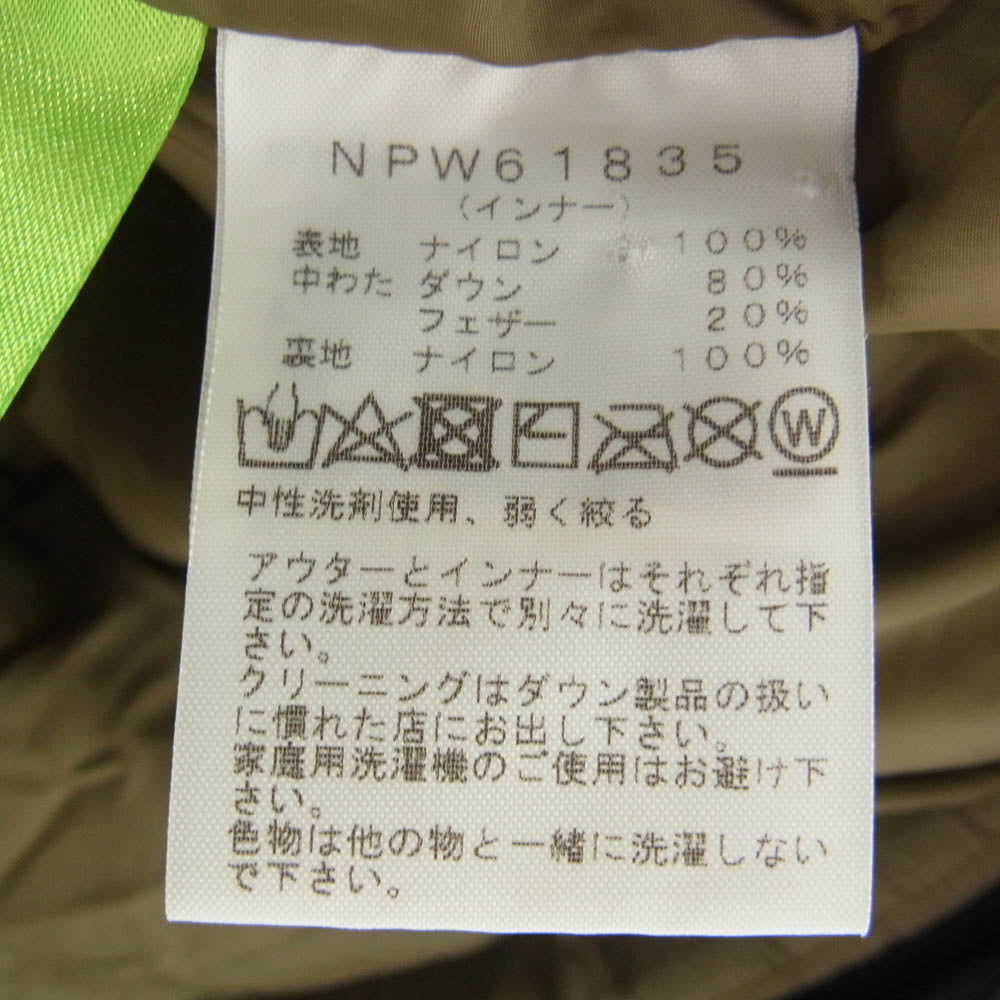 NPW61835
(インナー)
表地 ナイロン 100%
中わた ダウン 80%
フェザー 20%
裏地 ナイロン 100%
W
中性洗剤使用、弱く絞る
アウターとインナーはそれぞれ指
定の洗濯方法で別々に洗濯して下
さい。
クリーニングはダウン製品の扱い
に慣れた店にお出し下さい。
家庭用洗濯機のご使用はお避け下
さい。
色物は他の物と一緒に洗濯しない
で下さい。